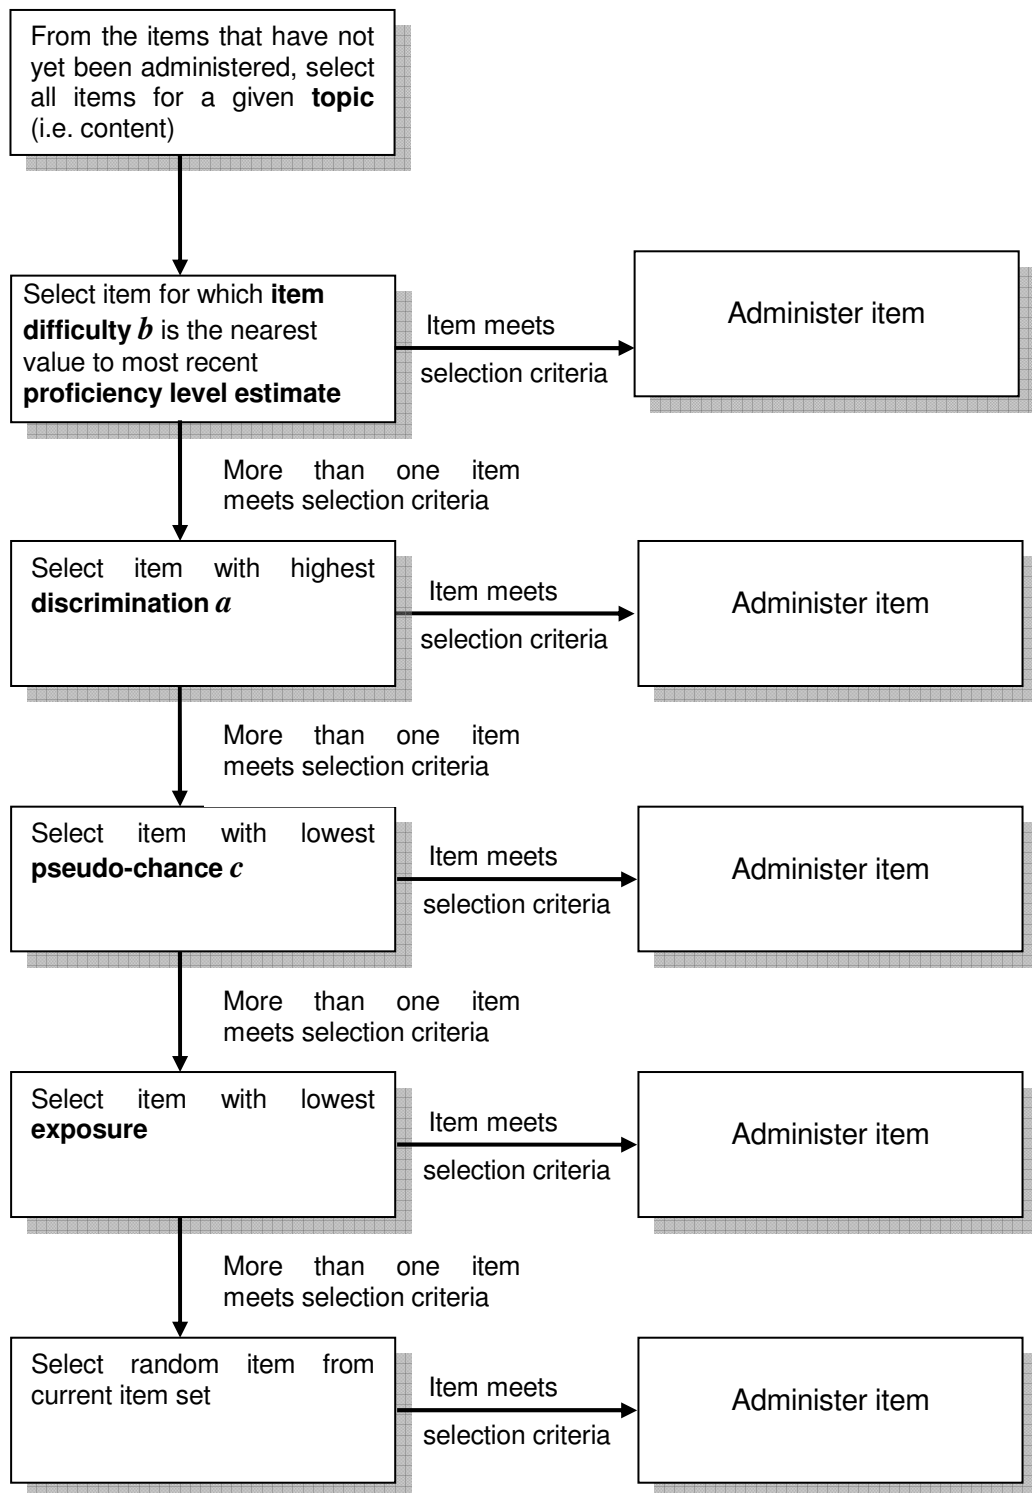 From the items that have not
yet been administered, select
all items for a given topic
(i.e. content)
Select item for which item
difficulty b is the nearest
value to most recent
proficiency level estimate
Item meets
selection criteria
Administer item
More than one item
meets selection criteria
Select item with highest
discrimination a
Item meets
selection criteria
Administer item
More than one item
meets selection criteria
Select item with lowest
pseudo-chance c
Item meets
selection criteria
Administer item
More than one item
meets selection criteria
Select item with lowest
exposure
Item meets
selection criteria
Administer item
More than one item
meets selection criteria
Select random item from
current item set
Item meets
selection criteria
Administer item